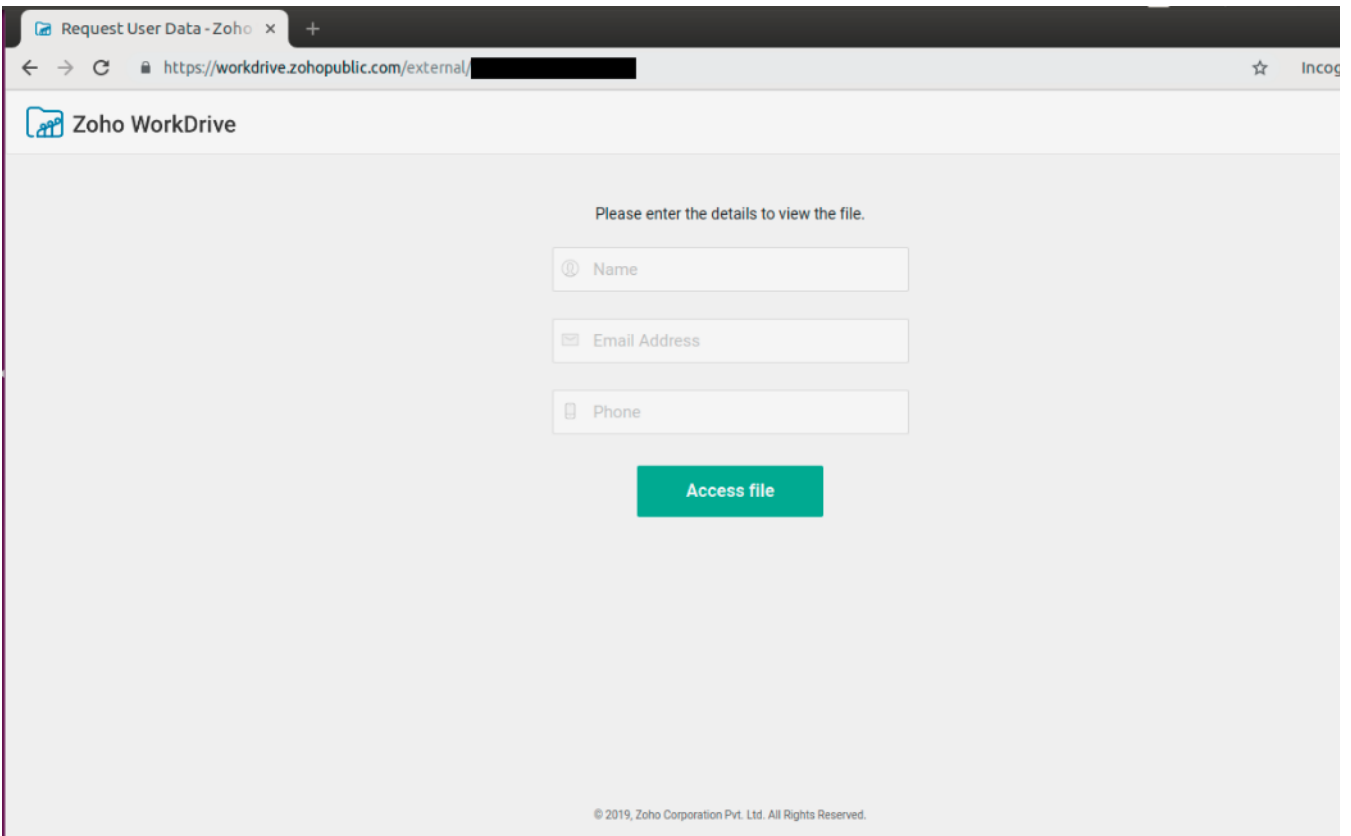 Request User Data - Zoho
https://workdrive.zohopublic.com/external/
Incog
Zoho WorkDrive
Please enter the details to view the file.
Name
Email Address
Phone
Access file
© 2019, Zoho Corporation Pvt. Ltd. All Rights Reserved.